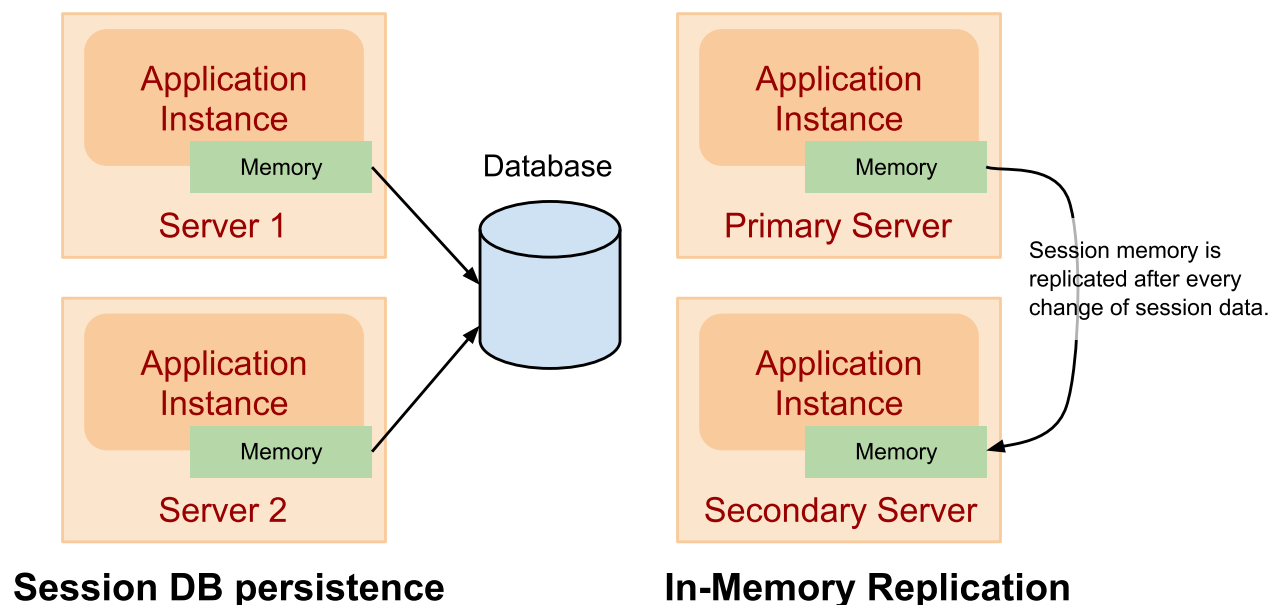 Application
Instance
Memory
Server 1
Application
Instance
Memory
Server 2
Database
Session DB persistence
Application
Instance
Memory
Primary Server
Session memory is
replicated after every
change of session data.
Application
Instance
Memory
Secondary Server
In-Memory Replication